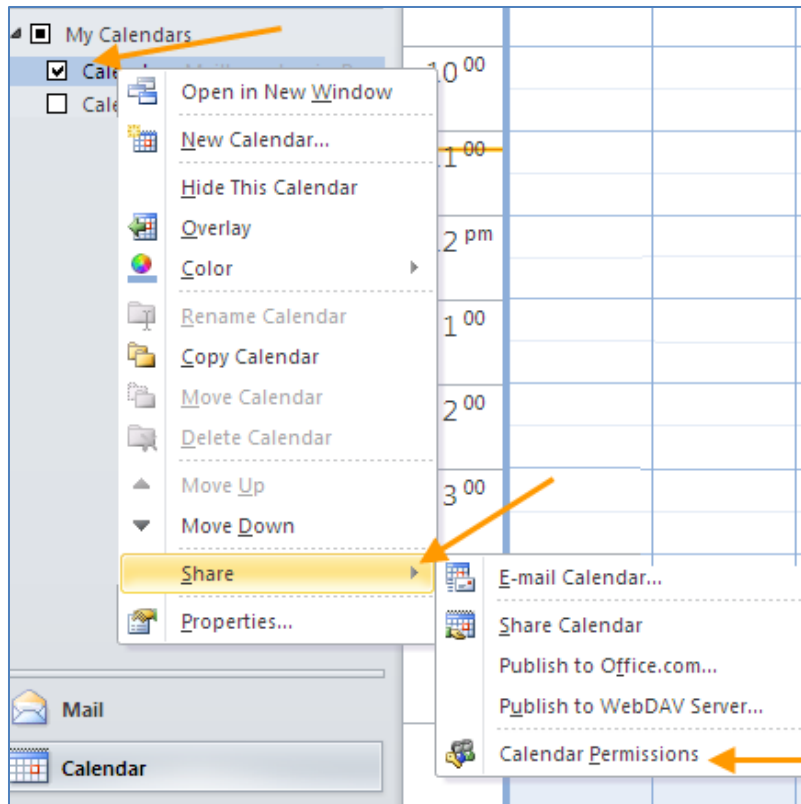 My Calendars
Open in New Window
10 00
New Calendar...
00
Hide This Calendar
Overlay
pm
Color
Rename Calendar
1 00
Copy Calendar
Move Calendar
2 00
Delete Calendar
Move Up
3 00
Move Down
Share
E-mail Calendar...
Properties...
Share Calendar
Publish to Office.com...
Publish to WebDAV Server...
Mail
Calendar Permissions
Calendar